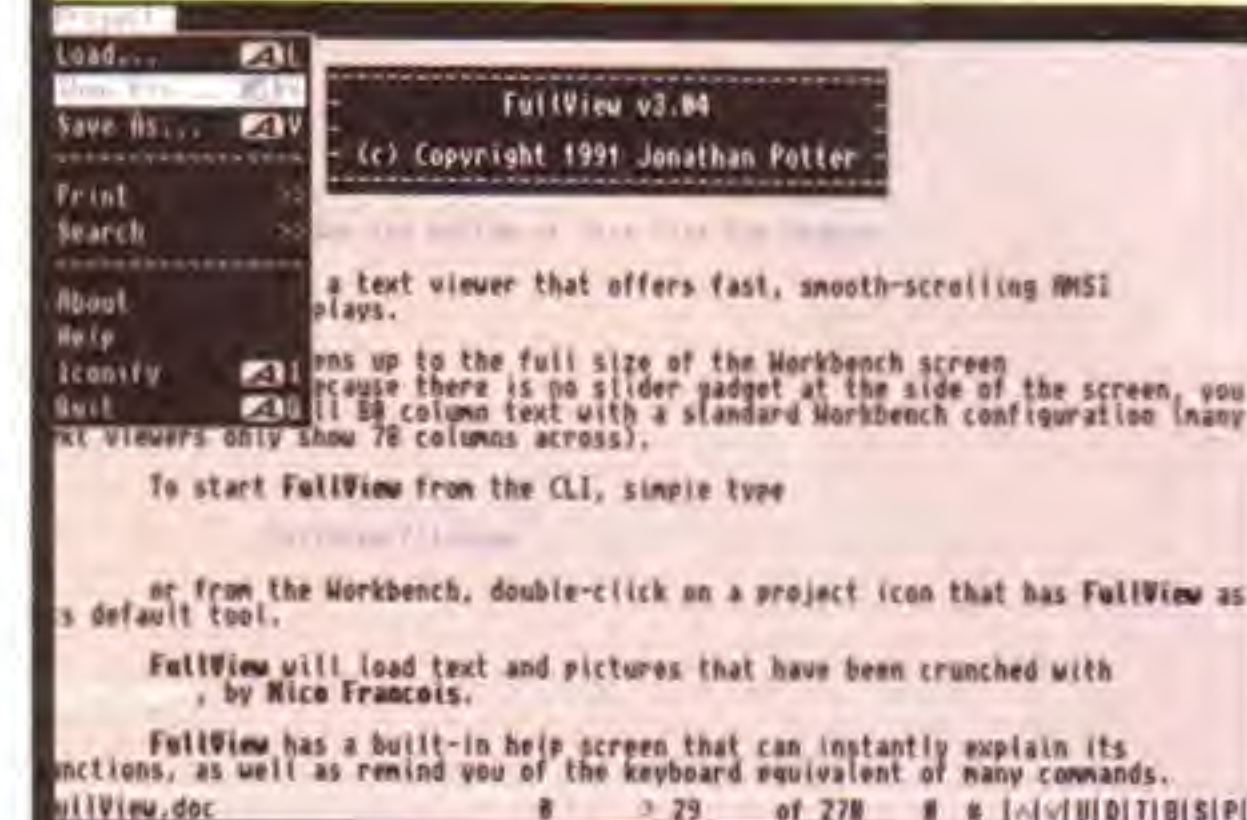 Project
Load... A L
Save As... A V
Print >>
Search >>
About
Help
Iconify A I
Quit A Q
FullView v3.04
(c) Copyright 1991 Jonathan Potter
a text viewer that offers fast, smooth-scrolling ANSI
plays.
ens up to the full size of the Workbench screen
ecause there is no slider gadget at the side of the screen, you
ll 80 column text with a standard Workbench configuration (many
xt viewers only show 78 columns across).
To start FullView from the CLI, simple type
or from the Workbench, double-click on a project icon that has FullView as
s default tool.
FullView will load text and pictures that have been crunched with
, by Nico Francois.
FullView has a built-in help screen that can instantly explain its
nctions, as well as remind you of the keyboard equivalent of many commands.
ullView.doc 0 > 29 of 270 |U|D|T|B|S|P|